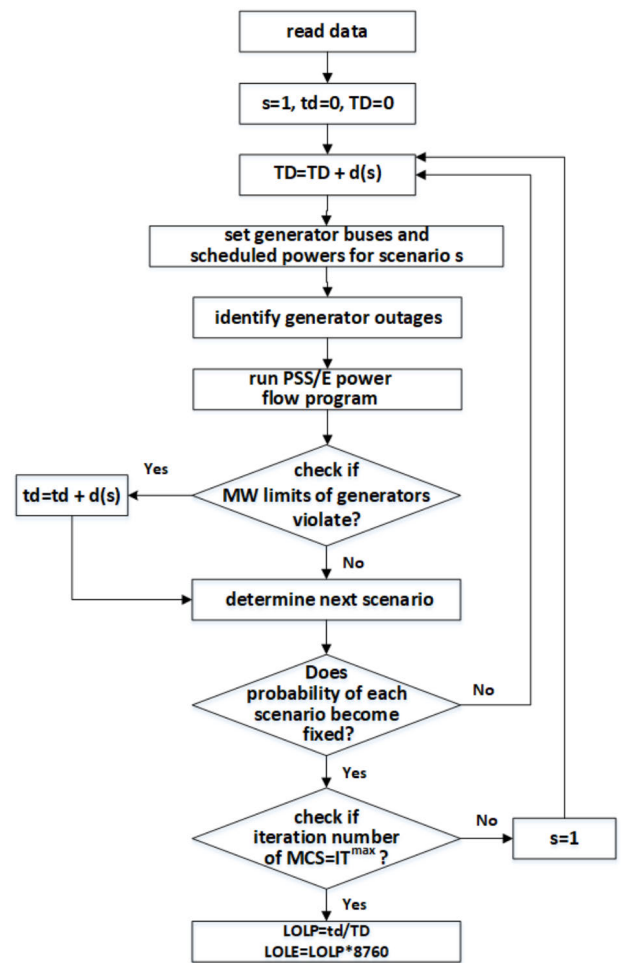 read data
s=1, td=0, TD=0
TD=TD + d(s)
set generator buses and
scheduled powers for scenario s
identify generator outages
run PSS/E power
flow program
check if
MW limits of generators
violate?
Yes
td=td + d(s)
No
determine next scenario
Does
probability of each
scenario become
fixed?
No
Yes
check if
iteration number
of MCS=IT^max ?
No
s=1
Yes
LOLP=td/TD
LOLE=LOLP*8760